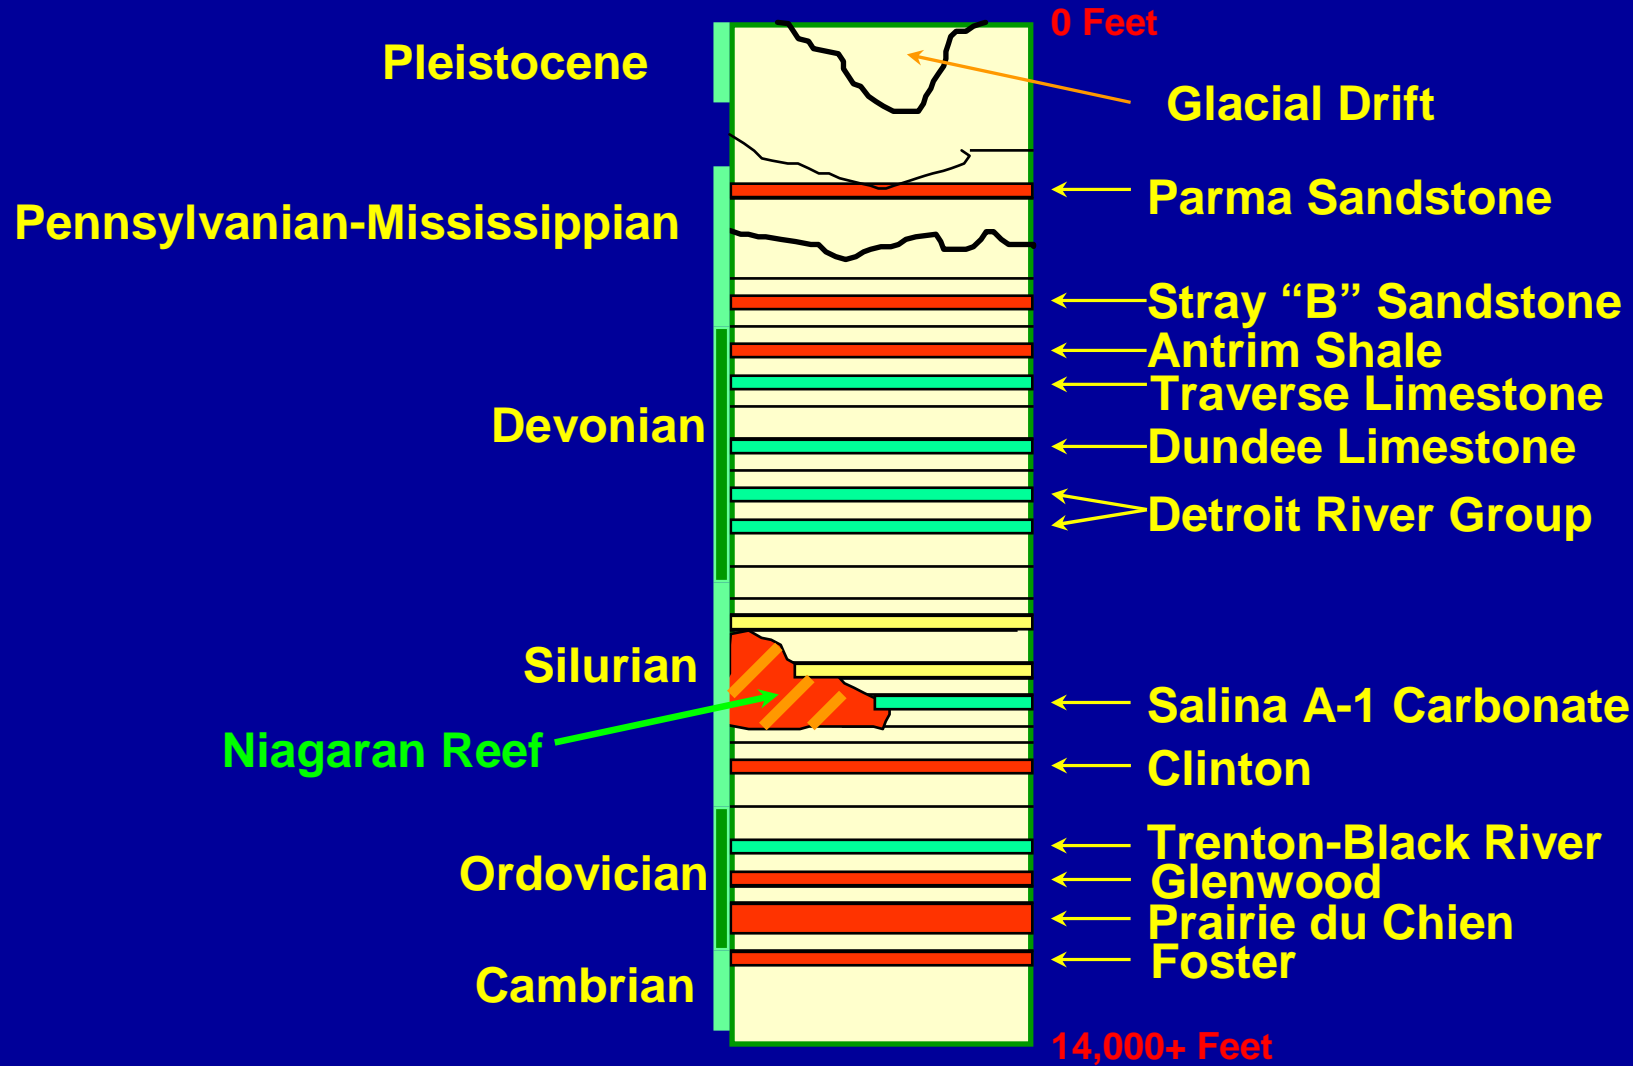 0 Feet
Pleistocene
Glacial Drift
Parma Sandstone
Pennsylvanian-Mississippian
Stray “B” Sandstone
Antrim Shale
Traverse Limestone
Devonian
Dundee Limestone
Detroit River Group
Silurian
Salina A-1 Carbonate
Niagaran Reef
Clinton
Trenton-Black River
Ordovician
Glenwood
Prairie du Chien
Foster
Cambrian
14,000+ Feet